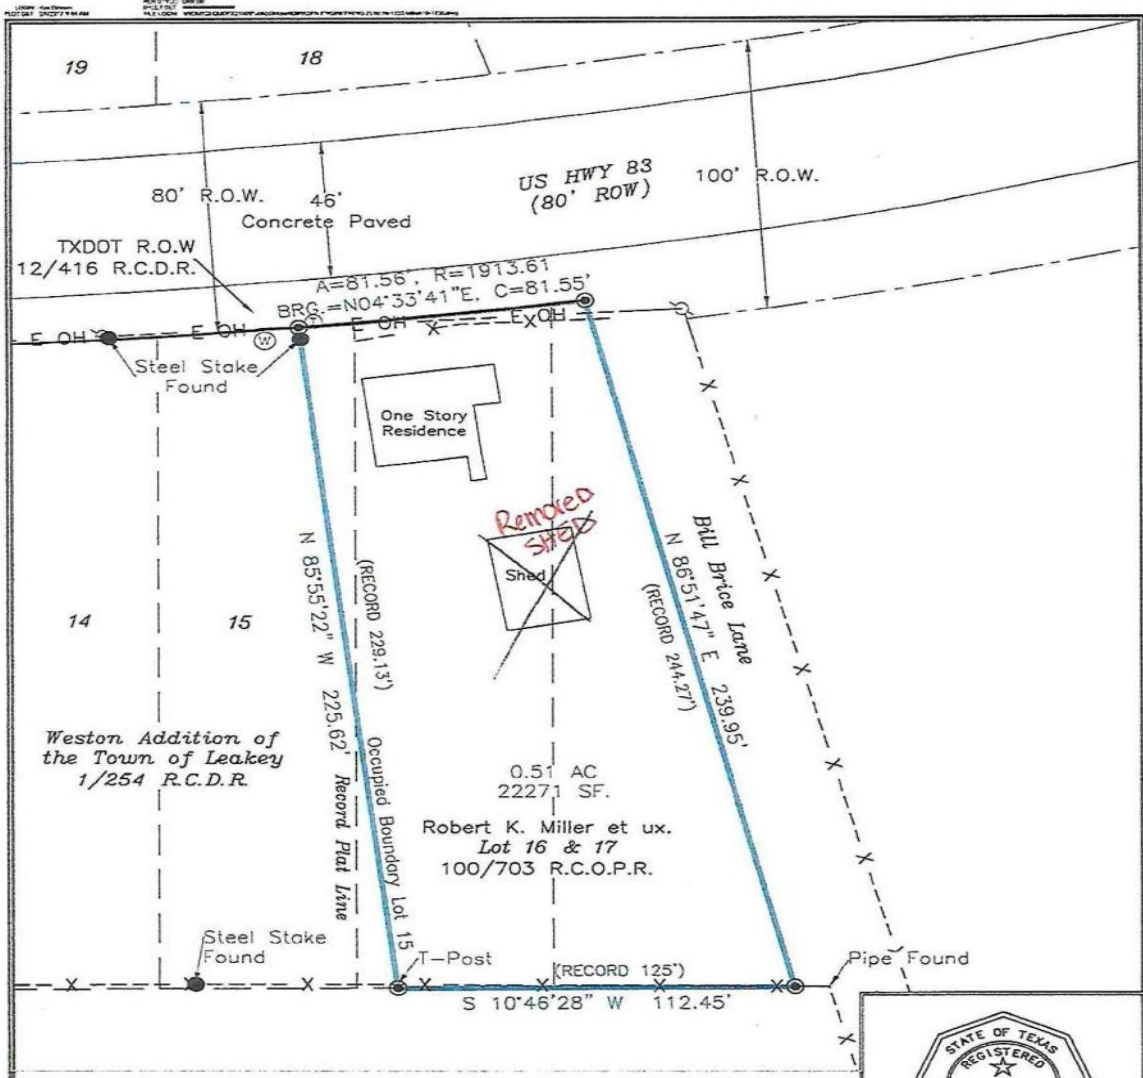 19
18
80' R.O.W.
46'
Concrete Paved
US HWY 83
(80' ROW)
100' R.O.W.
TXDOT R.O.W
12/416 R.C.D.R.
A=81.56', R=1913.61
BRG.=N04°33'41"E, C=81.55'
E OH
E OH
E OH
E OH
W
Steel Stake
Found
One Story
Residence
Removed
SHED
Shed
14
15
N 85°55'22" W 225.62'
(RECORD 229.13')
Record Plat Line
Occupied Boundary Lot 15
Bill Brice Lane
N 86°51'47" E 239.95'
(RECORD 244.27')
Weston Addition of
the Town of Leakey
1/254 R.C.D.R.
0.51 AC
22271 SF.
Robert K. Miller et ux.
Lot 16 & 17
100/703 R.C.O.P.R.
Steel Stake
Found
T-Post
(RECORD 125')
Pipe Found
S 10°46'28" W 112.45'
STATE OF TEXAS
REGISTERED